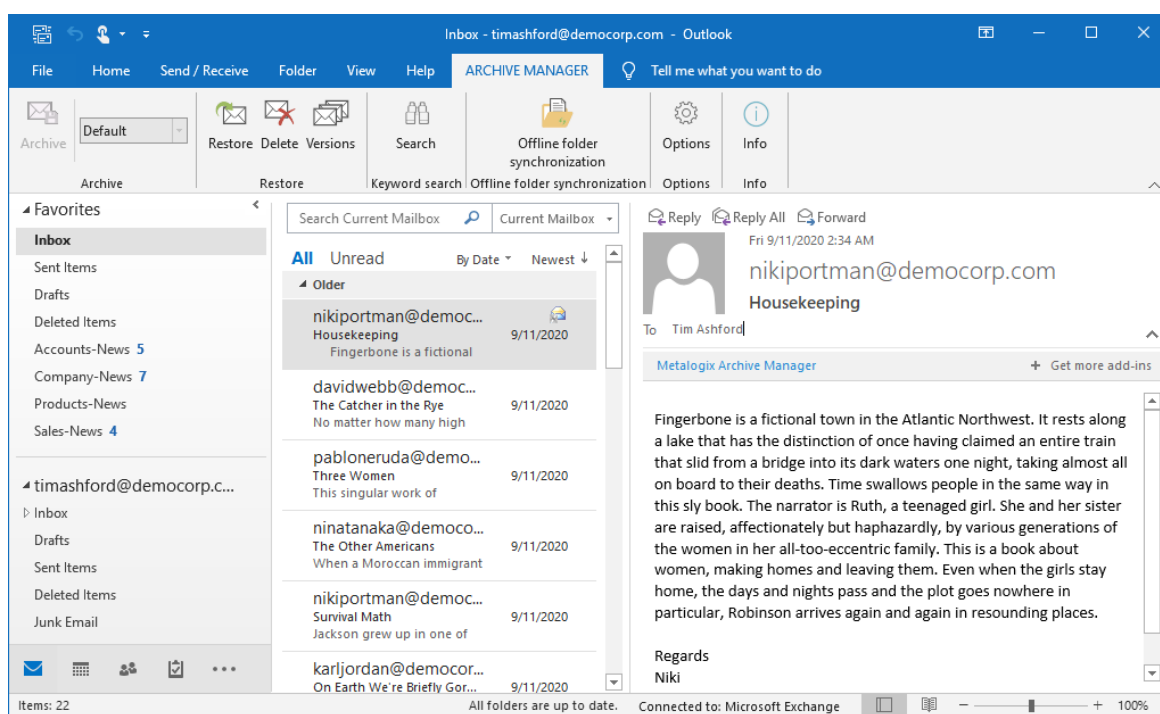 Inbox - timashford@democorp.com - Outlook
File Home Send / Receive Folder View Help ARCHIVE MANAGER Tell me what you want to do
Archive
Default
Restore Delete Versions
Search
Offline folder
synchronization
Options
Info
Archive Restore Keyword search Offline folder synchronization Options Info
Favorites
Inbox
Sent Items
Drafts
Deleted Items
Accounts-News 5
Company-News 7
Products-News
Sales-News 4
timashford@democorp.c...
Inbox
Drafts
Sent Items
Deleted Items
Junk Email
Search Current Mailbox Current Mailbox
All Unread By Date Newest ↓
Older
nikiportman@democ...
Housekeeping 9/11/2020
Fingerbone is a fictional
davidwebb@democ...
The Catcher in the Rye 9/11/2020
No matter how many high
pabloneruda@demo...
Three Women 9/11/2020
This singular work of
ninatanaka@democo...
The Other Americans 9/11/2020
When a Moroccan immigrant
nikiportman@democ...
Survival Math 9/11/2020
Jackson grew up in one of
karljordan@democor...
On Earth We're Briefly Gor... 9/11/2020
Reply Reply All Forward
Fri 9/11/2020 2:34 AM
nikiportman@democorp.com
Housekeeping
To Tim Ashford
Metalogix Archive Manager + Get more add-ins
Fingerbone is a fictional town in the Atlantic Northwest. It rests along
a lake that has the distinction of once having claimed an entire train
that slid from a bridge into its dark waters one night, taking almost all
on board to their deaths. Time swallows people in the same way in
this sly book. The narrator is Ruth, a teenaged girl. She and her sister
are raised, affectionately but haphazardly, by various generations of
the women in her all-too-eccentric family. This is a book about
women, making homes and leaving them. Even when the girls stay
home, the days and nights pass and the plot goes nowhere in
particular, Robinson arrives again and again in resounding places.
Regards
Niki
Items: 22 All folders are up to date. Connected to: Microsoft Exchange 100%